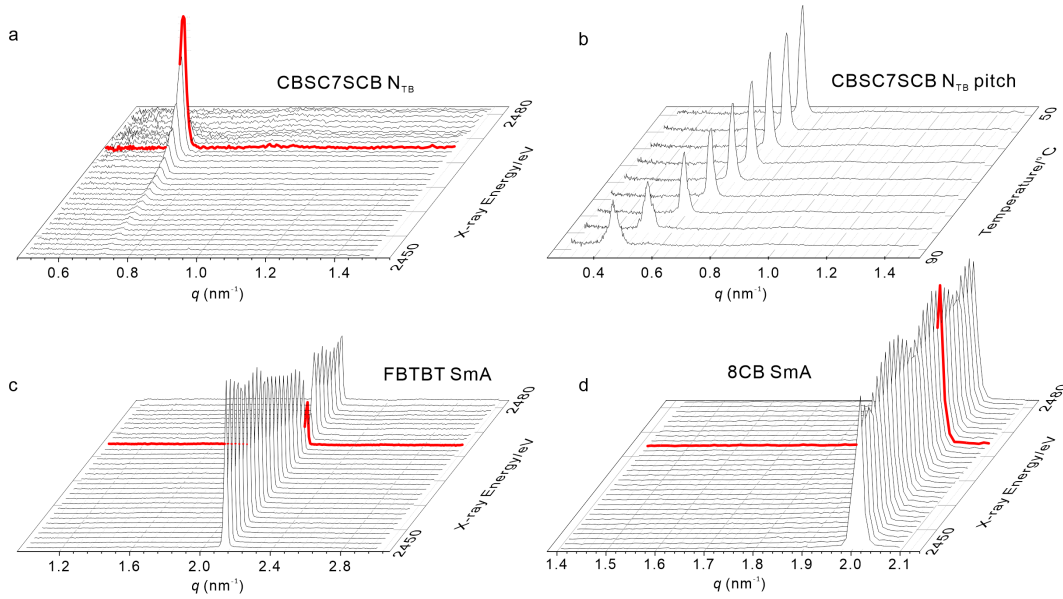 a
CBSC7SCB N_TB
2480
X-ray Energy/eV
2450
0.6 0.8 1.0 1.2 1.4
q (nm⁻¹)
b
CBSC7SCB N_TB pitch
50
Temperature/°C
90
0.4 0.6 0.8 1.0 1.2 1.4
q (nm⁻¹)
c
FBTBT SmA
2480
X-ray Energy/eV
2450
1.2 1.6 2.0 2.4 2.8
q (nm⁻¹)
d
8CB SmA
2480
X-ray Energy/eV
2450
1.4 1.5 1.6 1.7 1.8 1.9 2.0 2.1
q (nm⁻¹)